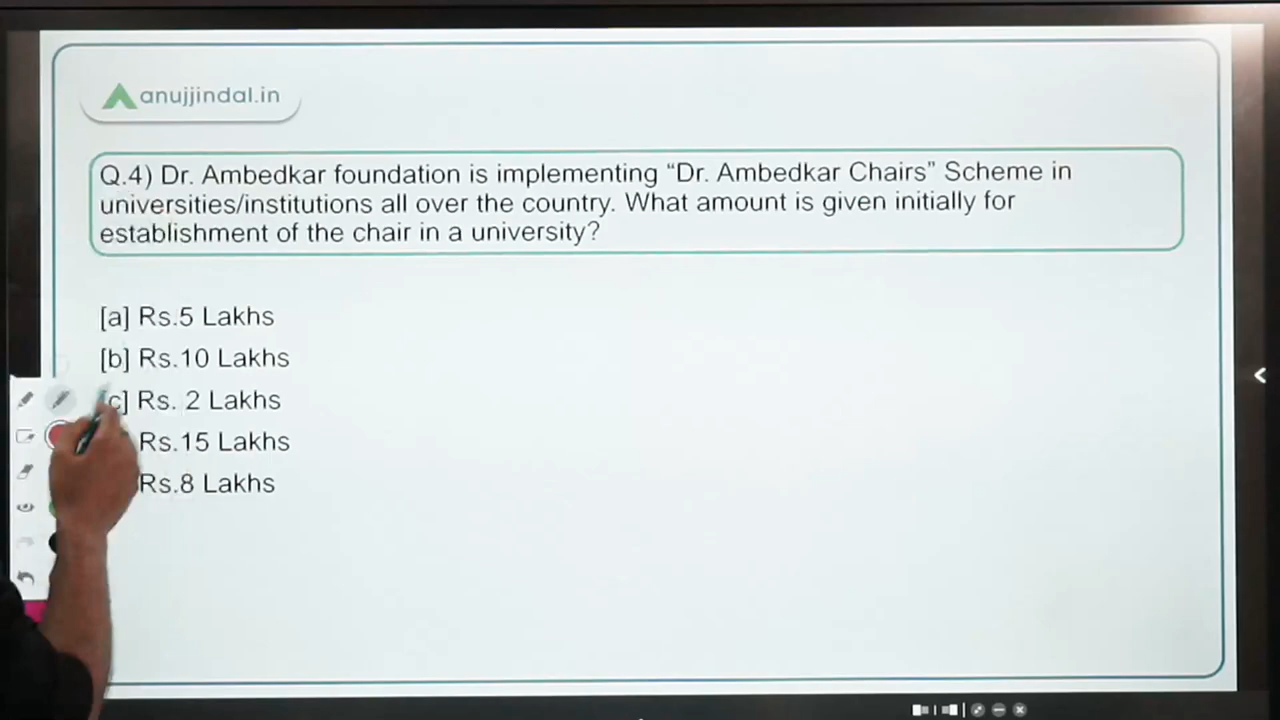 anujjindal.in
Q.4) Dr. Ambedkar foundation is implementing “Dr. Ambedkar Chairs” Scheme in
universities/institutions all over the country. What amount is given initially for
establishment of the chair in a university?
[a] Rs.5 Lakhs
[b] Rs.10 Lakhs
[c] Rs. 2 Lakhs
Rs.15 Lakhs
Rs.8 Lakhs